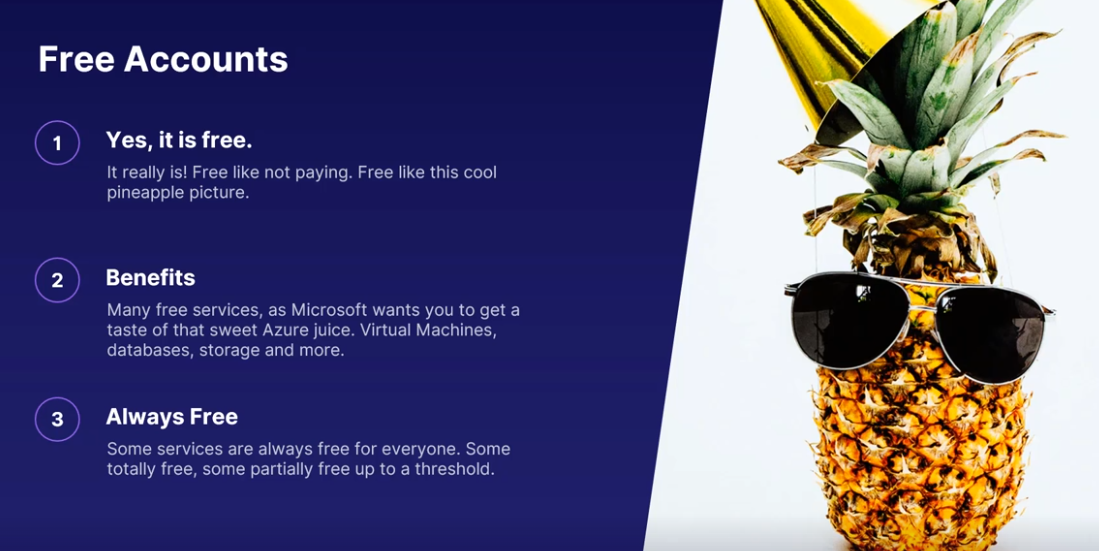 Free Accounts
1
Yes, it is free.
It really is! Free like not paying. Free like this cool
pineapple picture.
2
Benefits
Many free services, as Microsoft wants you to get a
taste of that sweet Azure juice. Virtual Machines,
databases, storage and more.
3
Always Free
Some services are always free for everyone. Some
totally free, some partially free up to a threshold.